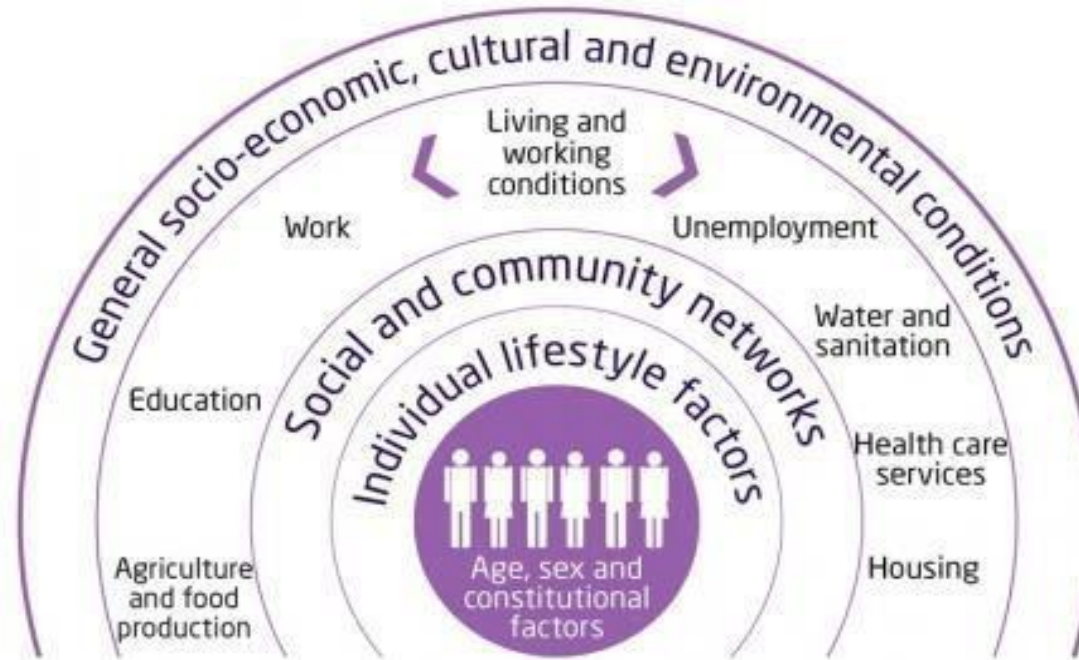 General socio-economic, cultural and environmental conditions
Living and
working
conditions
Work
Unemployment
Social and community networks
Water and
sanitation
Individual lifestyle factors
Education
Health care
services
Agriculture
and food
production
Housing
Age, sex and
constitutional
factors